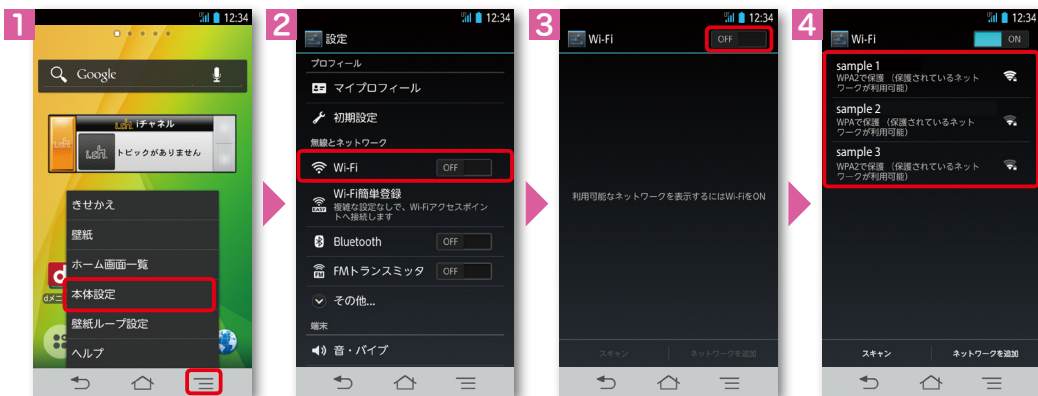 1
12:34
Google
iチャネル
トピックがありません
きせかえ
壁紙
ホーム画面一覧
本体設定
壁紙ループ設定
ヘルプ
2
12:34
設定
プロフィール
マイプロフィール
初期設定
無線とネットワーク
Wi-Fi OFF
Wi-Fi簡単登録
複雑な設定なしで、Wi-Fiアクセスポイン
トへ接続します
EASY
Bluetooth OFF
FMトランスミッタ OFF
FM
その他...
端末
音・バイブ
3
12:34
Wi-Fi OFF
利用可能なネットワークを表示するにはWi-FiをON
スキャン ネットワークを追加
4
12:34
Wi-Fi ON
sample 1
WPA2で保護 (保護されているネット
ワークが利用可能)
sample 2
WPAで保護 (保護されているネット
ワークが利用可能)
sample 3
WPA2で保護 (保護されているネット
ワークが利用可能)
スキャン ネットワークを追加